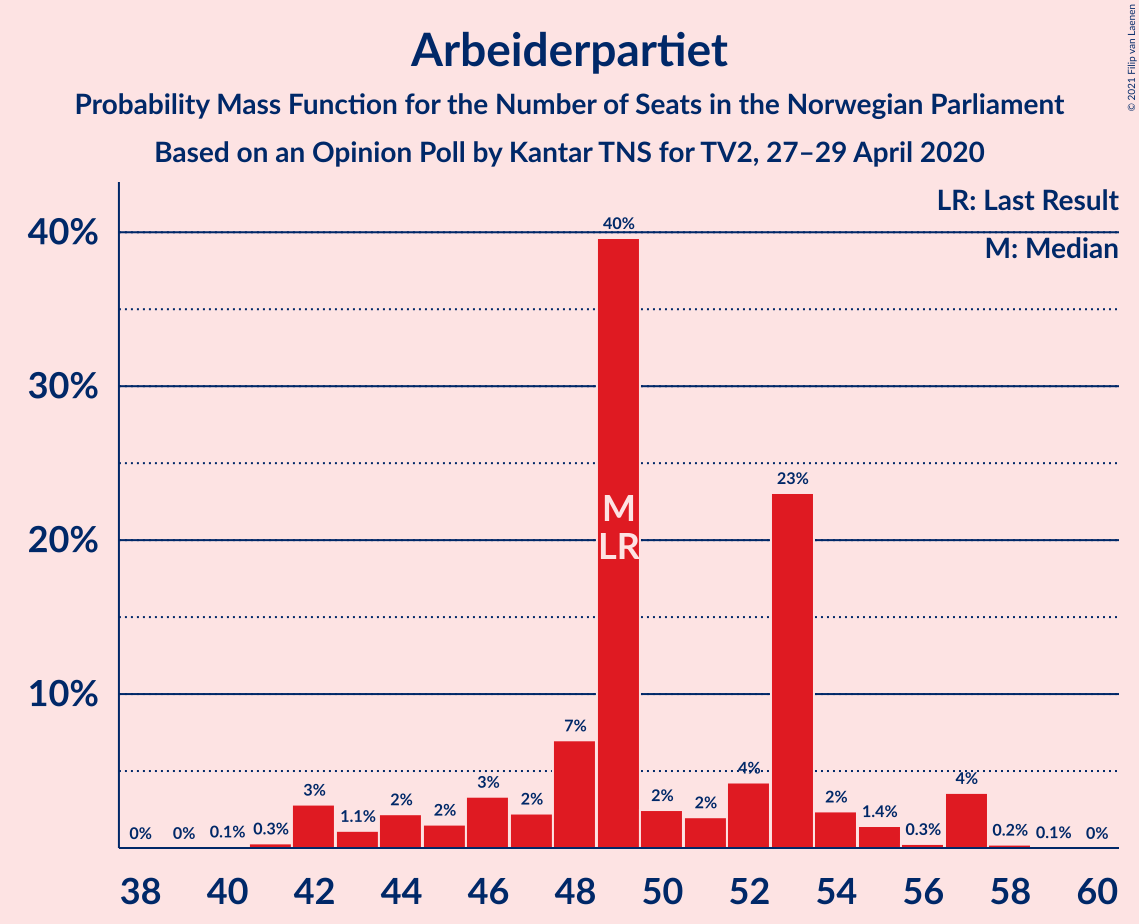 Arbeiderpartiet
Probability Mass Function for the Number of Seats in the Norwegian Parliament
Based on an Opinion Poll by Kantar TNS for TV2, 27–29 April 2020
© 2021 Filip van Laenen
LR: Last Result
M: Median
40%
30%
20%
10%
0% 0% 0.1% 0.3% 3% 1.1% 2% 2% 3% 2% 7% 40% 2% 2% 4% 23% 2% 1.4% 0.3% 4% 0.2% 0.1% 0%
M
LR
38 40 42 44 46 48 50 52 54 56 58 60